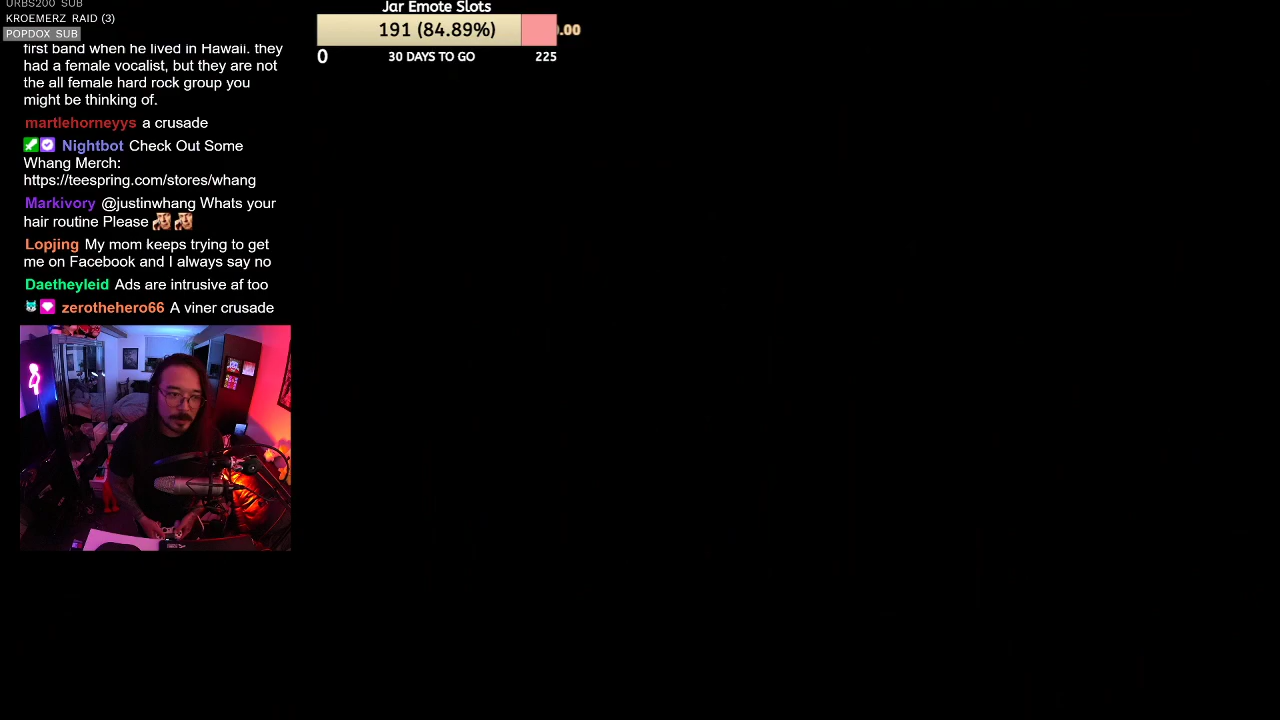 URBS200 SUB
KROEMERZ RAID (3)
POPDOX SUB
first band when he lived in Hawaii. they
had a female vocalist, but they are not
the all female hard rock group you
might be thinking of.
martlehorneyys a crusade
Nightbot Check Out Some
Whang Merch:
https://teespring.com/stores/whang
Markivory @justinwhang Whats your
hair routine Please
Lopjing My mom keeps trying to get
me on Facebook and I always say no
Daetheyleid Ads are intrusive af too
zerothehero66 A viner crusade
Jar Emote Slots
191 (84.89%)
.00
0 30 DAYS TO GO 225